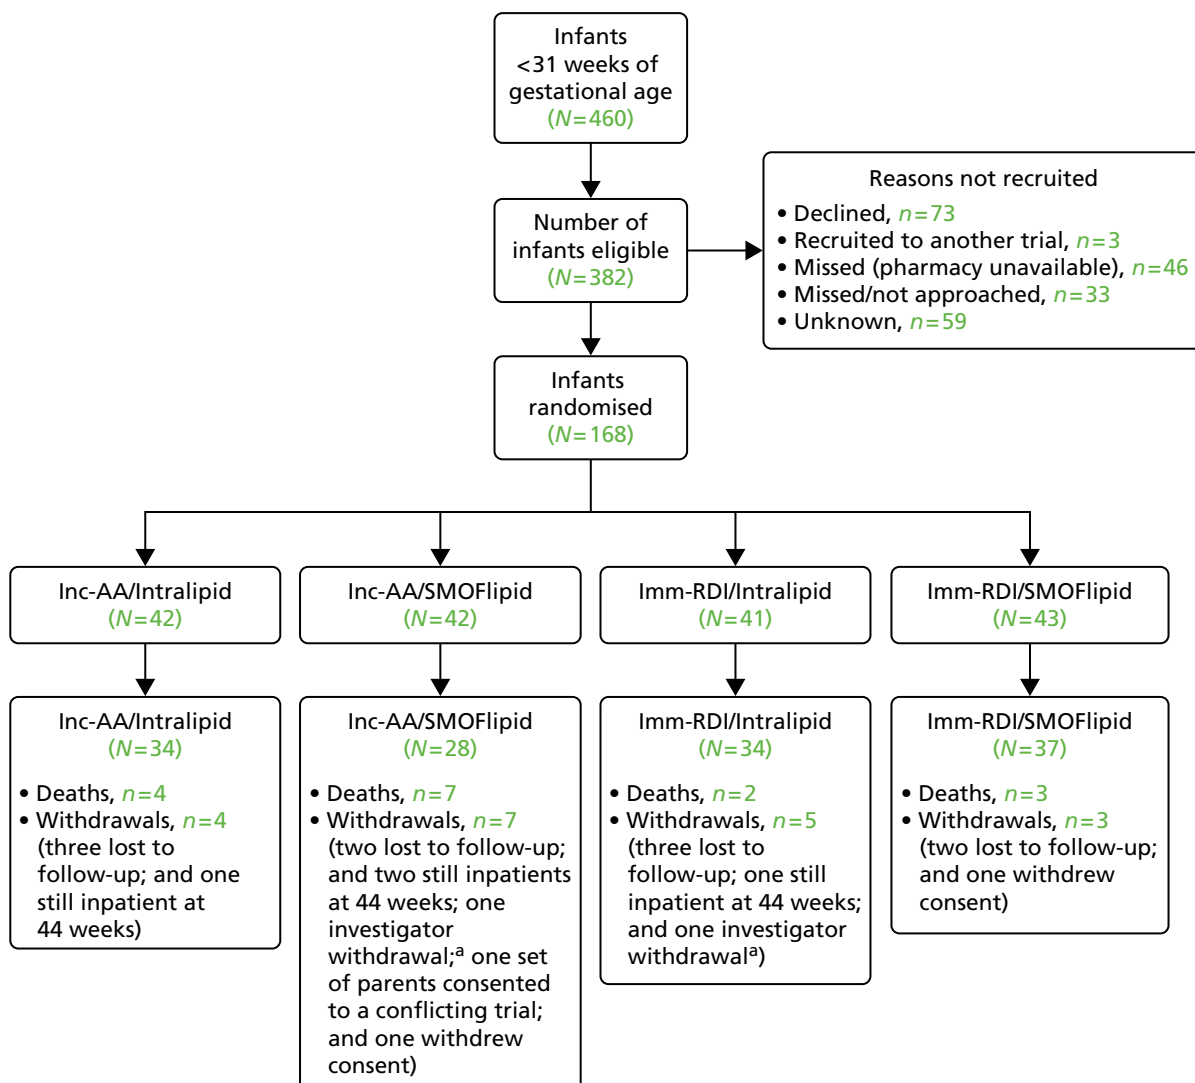 Infants
<31 weeks of
gestational age
(N=460)
Number of
infants eligible
(N=382)
Reasons not recruited
• Declined, n=73
• Recruited to another trial, n=3
• Missed (pharmacy unavailable), n=46
• Missed/not approached, n=33
• Unknown, n=59
Infants
randomised
(N=168)
Inc-AA/Intralipid
(N=42)
Inc-AA/SMOFlipid
(N=42)
Imm-RDI/Intralipid
(N=41)
Imm-RDI/SMOFlipid
(N=43)
Inc-AA/Intralipid
(N=34)
• Deaths, n=4
• Withdrawals, n=4
(three lost to
follow-up; and one
still inpatient at
44 weeks)
Inc-AA/SMOFlipid
(N=28)
• Deaths, n=7
• Withdrawals, n=7
(two lost to follow-up;
and two still inpatients
at 44 weeks; one
investigator
withdrawal;ᵃ one set
of parents consented
to a conflicting trial;
and one withdrew
consent)
Imm-RDI/Intralipid
(N=34)
• Deaths, n=2
• Withdrawals, n=5
(three lost to
follow-up; one still
inpatient at 44 weeks;
and one investigator
withdrawalᵃ)
Imm-RDI/SMOFlipid
(N=37)
• Deaths, n=3
• Withdrawals, n=3
(two lost to follow-up;
and one withdrew
consent)